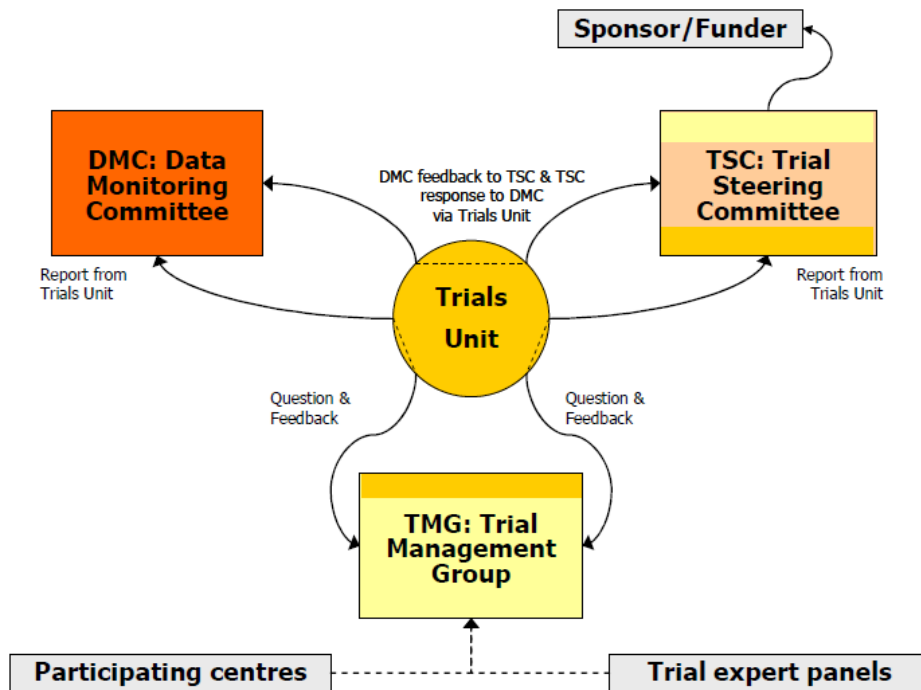 Sponsor/Funder
DMC: Data
Monitoring
Committee
DMC feedback to TSC & TSC
response to DMC
via Trials Unit
TSC: Trial
Steering
Committee
Report from
Trials Unit
Trials
Unit
Report from
Trials Unit
Question &
Feedback
Question &
Feedback
TMG: Trial
Management
Group
Participating centres
Trial expert panels